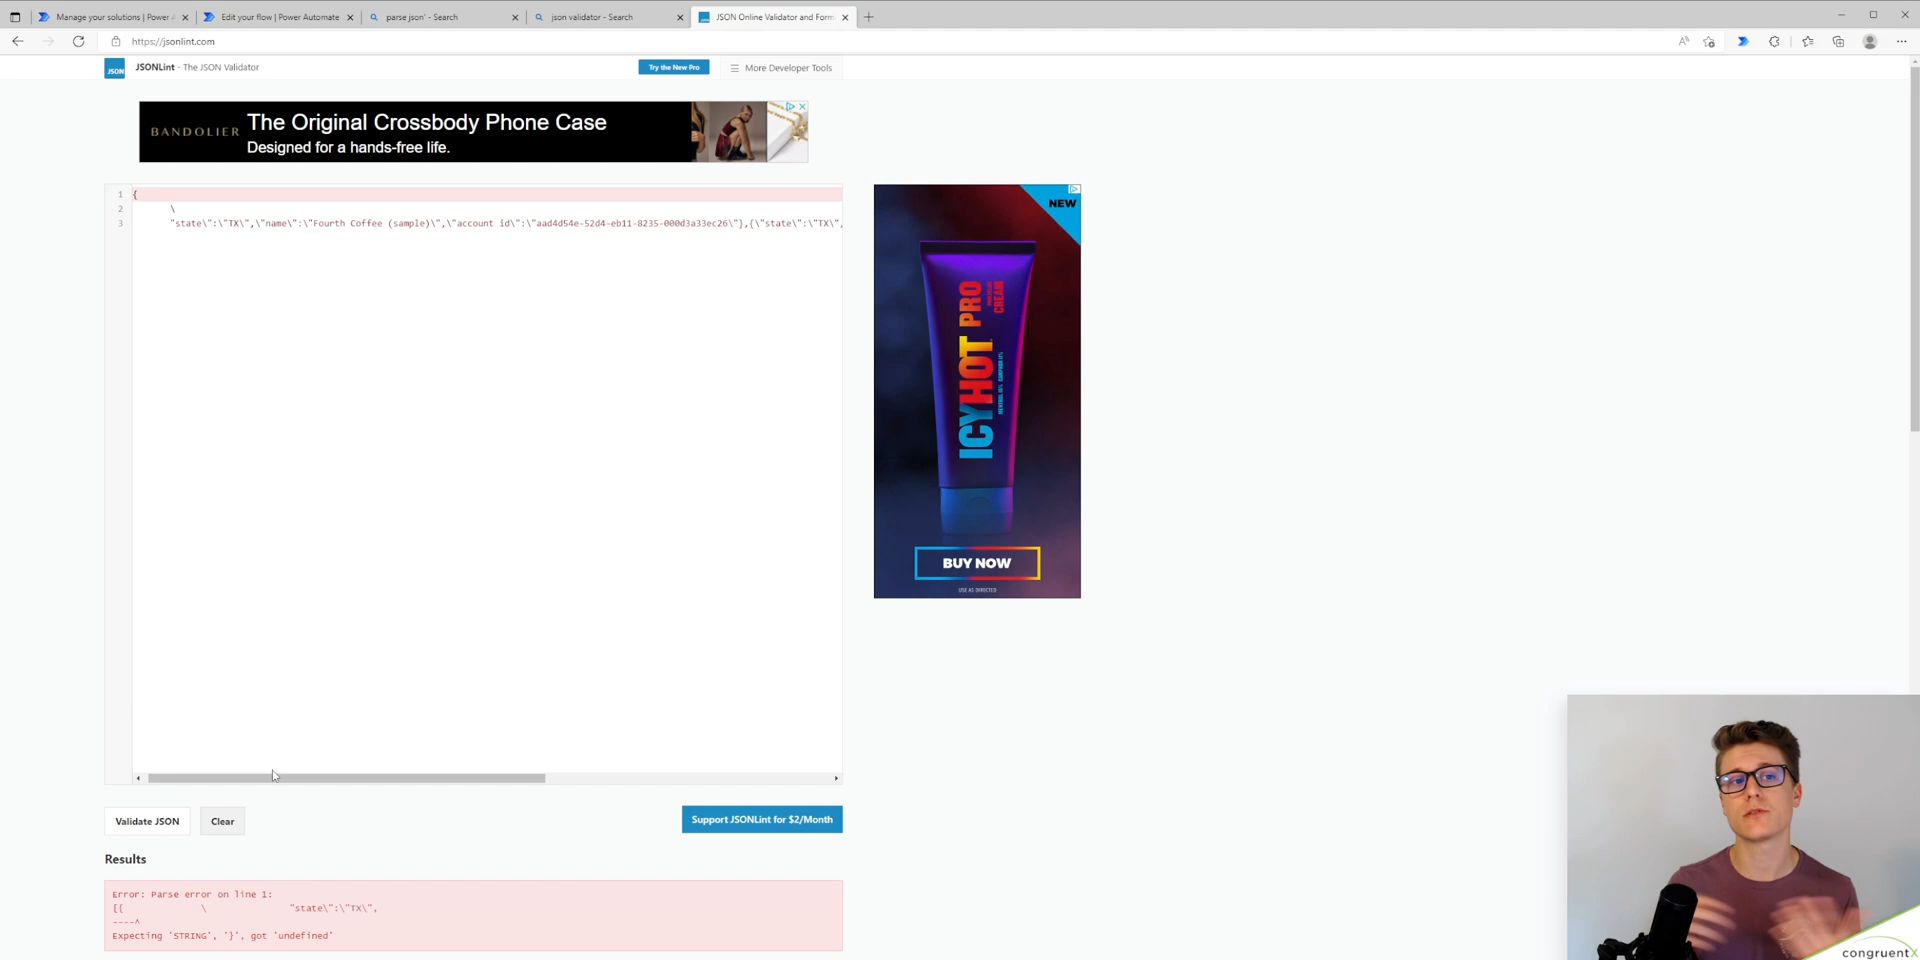 Manage your solutions | Power A
Edit your flow | Power Automate
parse json' - Search
json validator - Search
JSON Online Validator and Form
https://jsonlint.com
JSON
JSONLint - The JSON Validator
Try the New Pro
More Developer Tools
BANDOLIER
The Original Crossbody Phone Case
Designed for a hands-free life.
1 {
2 \
3 "state\":\"TX\",\"name\":\"Fourth Coffee (sample)\",\"account id\":\"aad4d54e-52d4-eb11-8235-000d3a33ec26\"},{\"state\":\"TX\",
NEW
ICYHOT PRO
CREAM
BUY NOW
USE AS DIRECTED
Validate JSON
Clear
Support JSONLint for $2/Month
Results
Error: Parse error on line 1:
[{ \ "state\":\"TX\",
----^
Expecting 'STRING', '}', got 'undefined'
congruentX